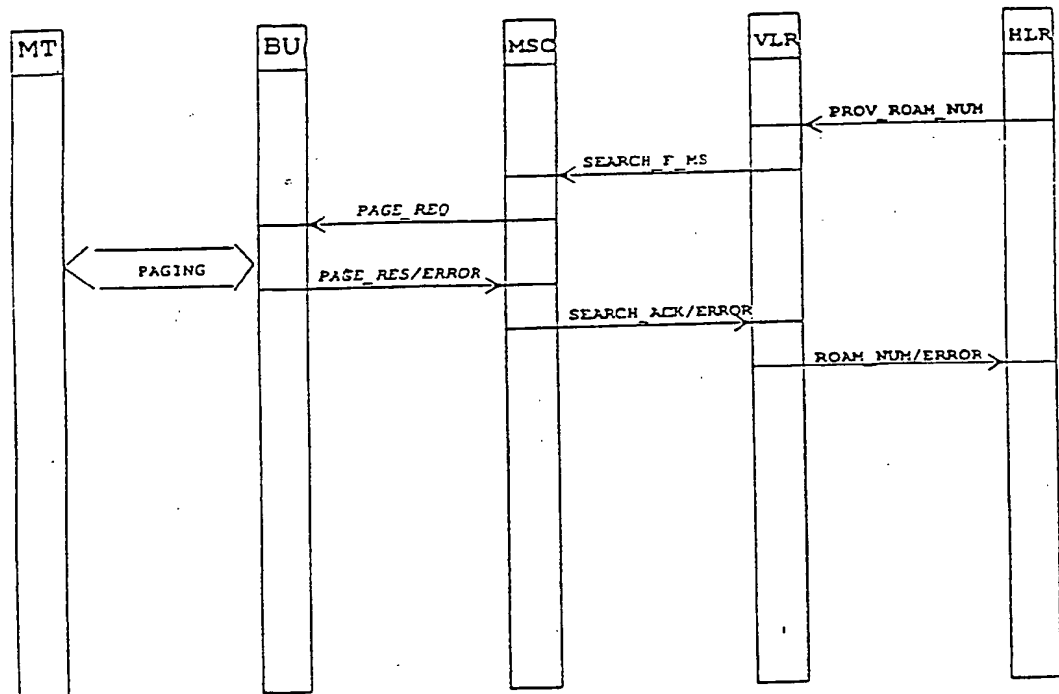 MT
BU
MSC
VLR
HLR
PROV_ROAM_NUM
SEARCH_F_MS
PAGE_REQ
PAGING
PAGE_RES/ERROR
SEARCH_ACK/ERROR
ROAM_NUM/ERROR